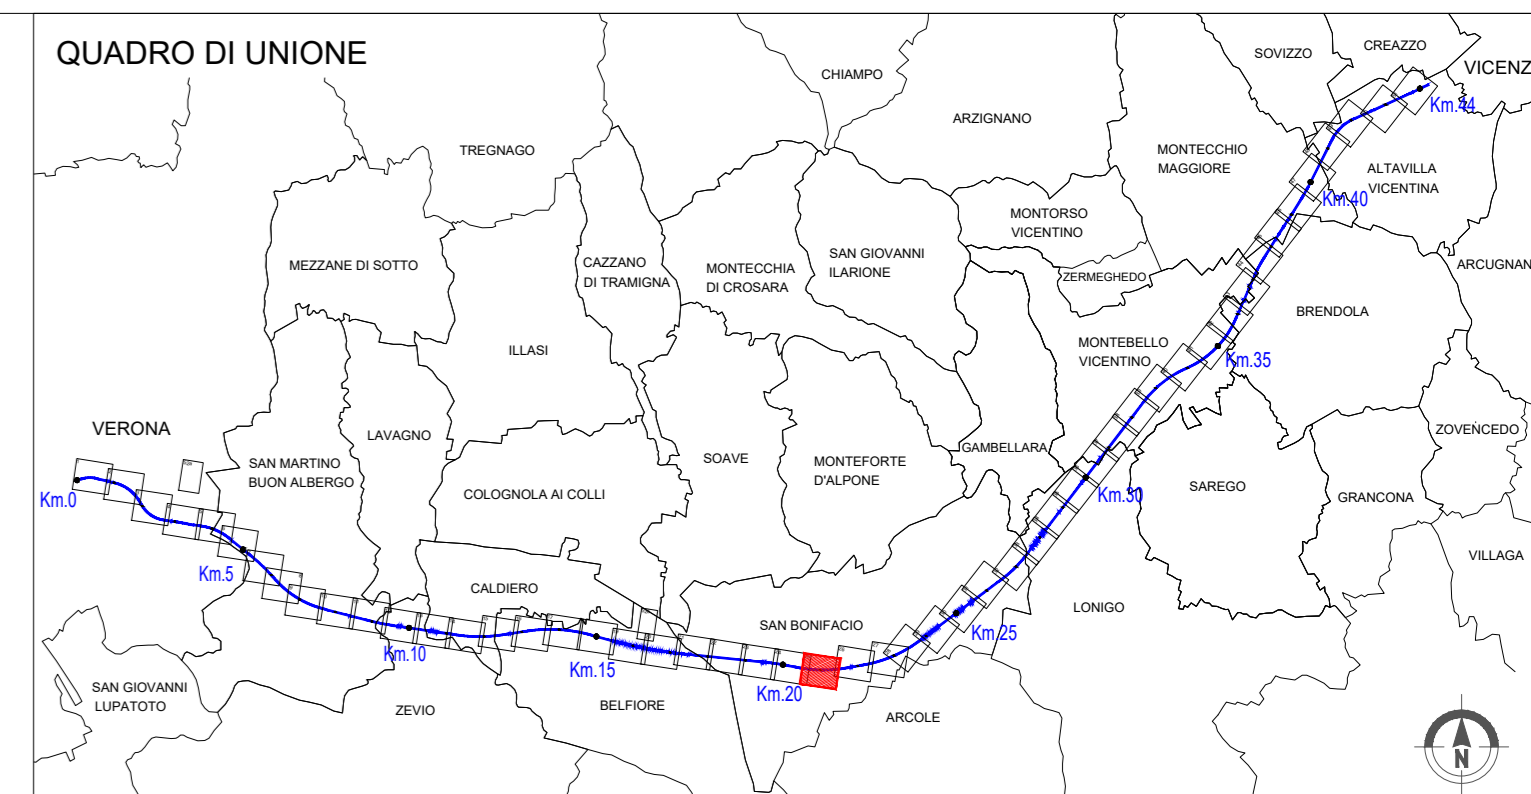 QUADRO DI UNIONE
SOVIZZO
CREAZZO
VICENZ
CHIAMPO
Km.44
ARZIGNANO
TREGNAGO
MONTECCHIO
MAGGIORE
ALTAVILLA
VICENTINA
Km.40
MONTORSO
VICENTINO
MEZZANE DI SOTTO
CAZZANO
DI TRAMIGNA
MONTECCHIA
DI CROSARA
SAN GIOVANNI
ILARIONE
ZERMEGHEDO
ARCUGNAN
BRENDOLA
ILLASI
MONTEBELLO
VICENTINO
Km.35
VERONA
LAVAGNO
SAN MARTINO
BUON ALBERGO
SOAVE
MONTEFORTE
D'ALPONE
GAMBELLARA
ZOVENCEDO
COLOGNOLA AI COLLI
Km.0
Km.30
SAREGO
GRANCONA
VILLAGA
Km.5
CALDIERO
LONIGO
SAN BONIFACIO
Km.25
Km.10
Km.15
Km.20
SAN GIOVANNI
LUPATOTO
ZEVIO
BELFIORE
ARCOLE
N